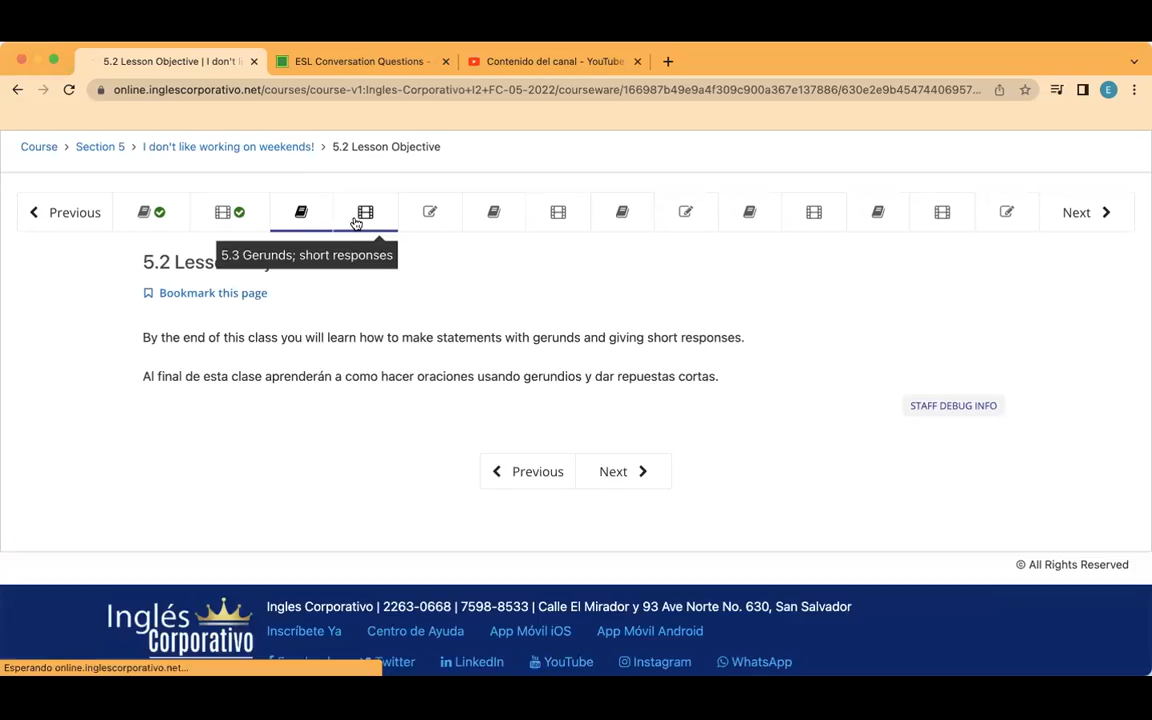 5.2 Lesson Objective | I don't li
ESL Conversation Questions -
Contenido del canal - YouTube
online.inglescorporativo.net/courses/course-v1:Ingles-Corporativo+I2+FC-05-2022/courseware/166987b49e9a4f309c900a367e137886/630e2e9b45474406957...
E
Course > Section 5 > I don't like working on weekends! > 5.2 Lesson Objective
Previous
Next
5.3 Gerunds; short responses
5.2 Less
Bookmark this page
By the end of this class you will learn how to make statements with gerunds and giving short responses.
Al final de esta clase aprenderán a como hacer oraciones usando gerundios y dar repuestas cortas.
STAFF DEBUG INFO
Previous
Next
© All Rights Reserved
Inglés
Corporativo
Ingles Corporativo | 2263-0668 | 7598-8533 | Calle El Mirador y 93 Ave Norte No. 630, San Salvador
Inscríbete Ya Centro de Ayuda App Móvil iOS App Móvil Android
Twitter LinkedIn YouTube Instagram WhatsApp
Esperando online.inglescorporativo.net...